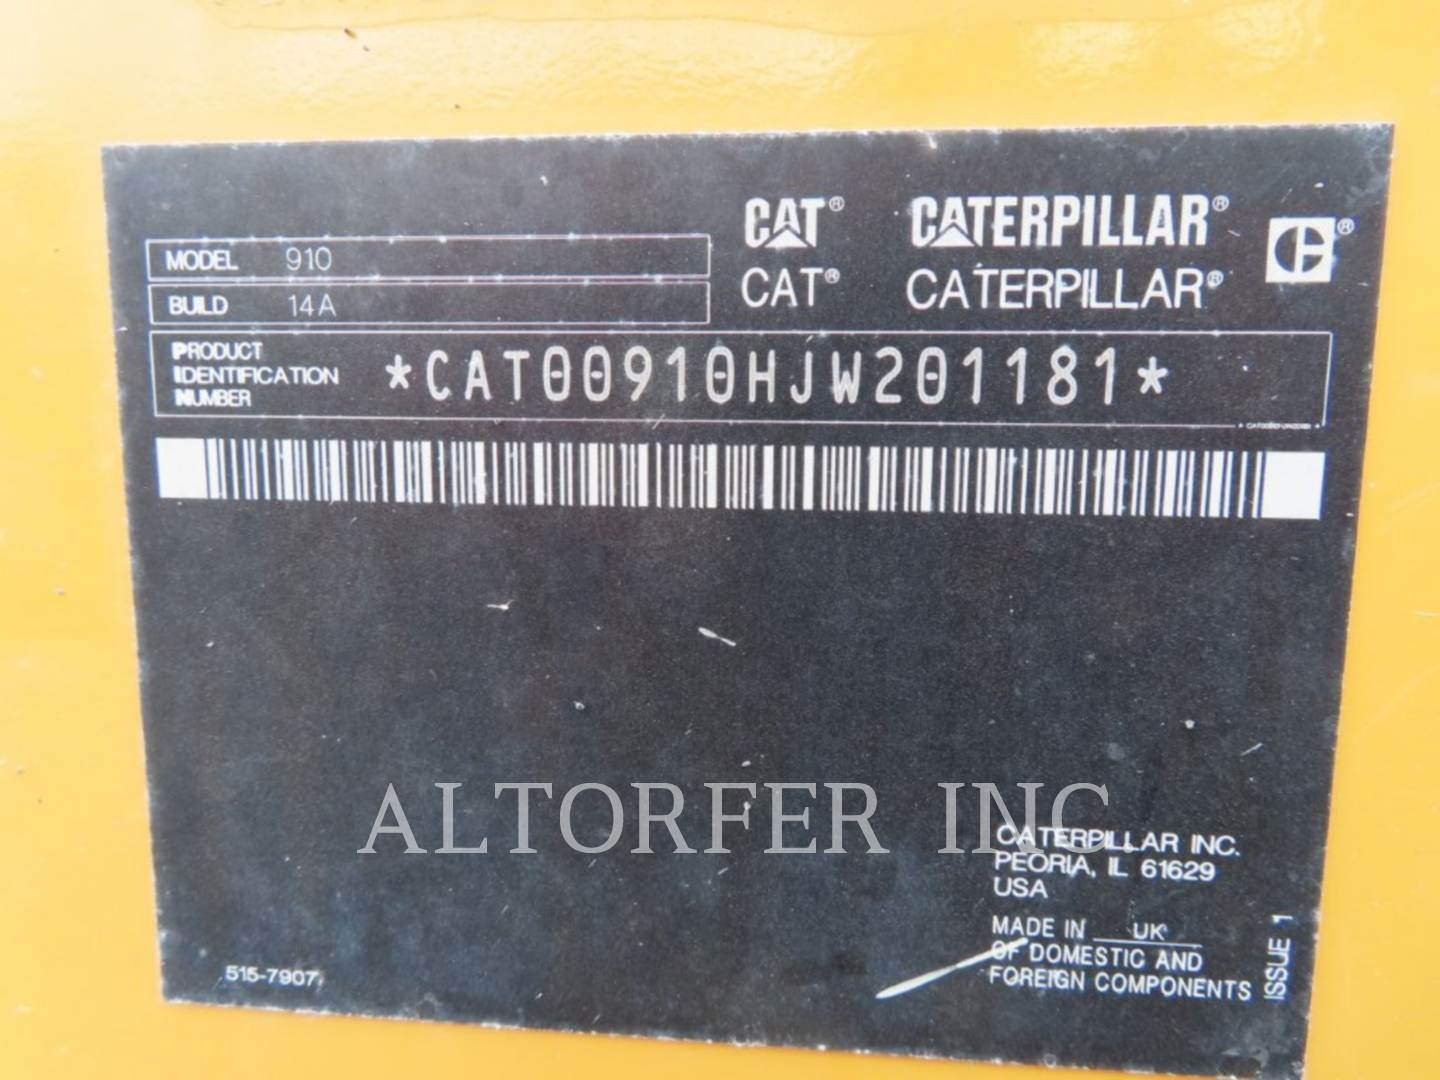 CAT® CATERPILLAR®
CAT® CATERPILLAR®
MODEL 910
BUILD 14A
PRODUCT
IDENTIFICATION
NUMBER
*CAT00910HJW201181*
ALTORFER INC
CATERPILLAR INC.
PEORIA, IL 61629
USA
MADE IN UK
OF DOMESTIC AND
FOREIGN COMPONENTS
ISSUE 1
515-7907